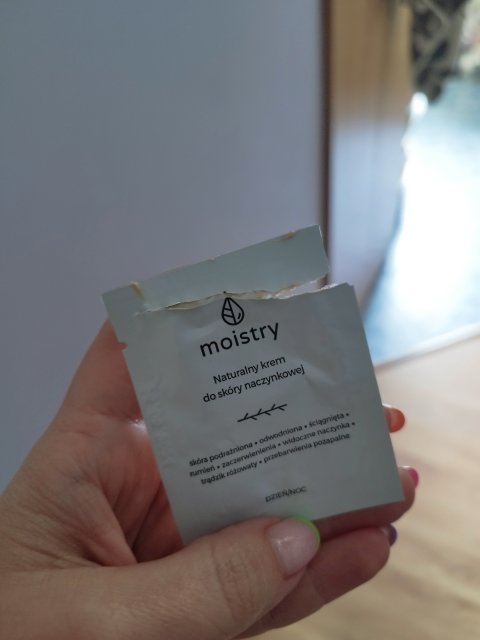 moistry
Naturalny krem
do skóry naczynkowej
skóra podrażniona • odwodniona • ściągnięta •
rumień • zaczerwienienia • widoczne naczynka •
trądzik różowaty • przebarwienia pozapalne
DZIEŃ/NOC